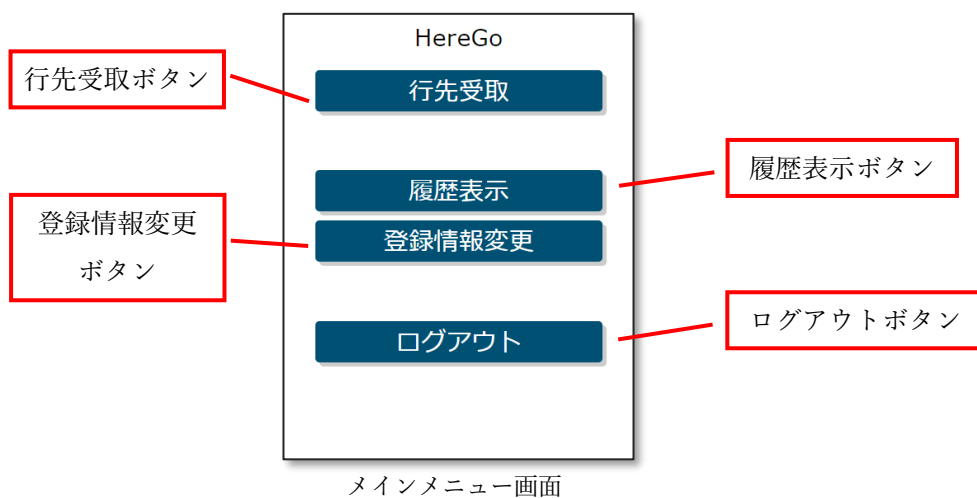 HereGo
行先受取ボタン
行先受取
履歴表示ボタン
履歴表示
登録情報変更
ボタン
登録情報変更
ログアウトボタン
ログアウト
メインメニュー画面